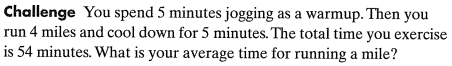 Challenge You spend 5 minutes jogging as a warmup. Then you
run 4 miles and cool down for 5 minutes. The total time you exercise
is 54 minutes. What is your average time for running a mile?